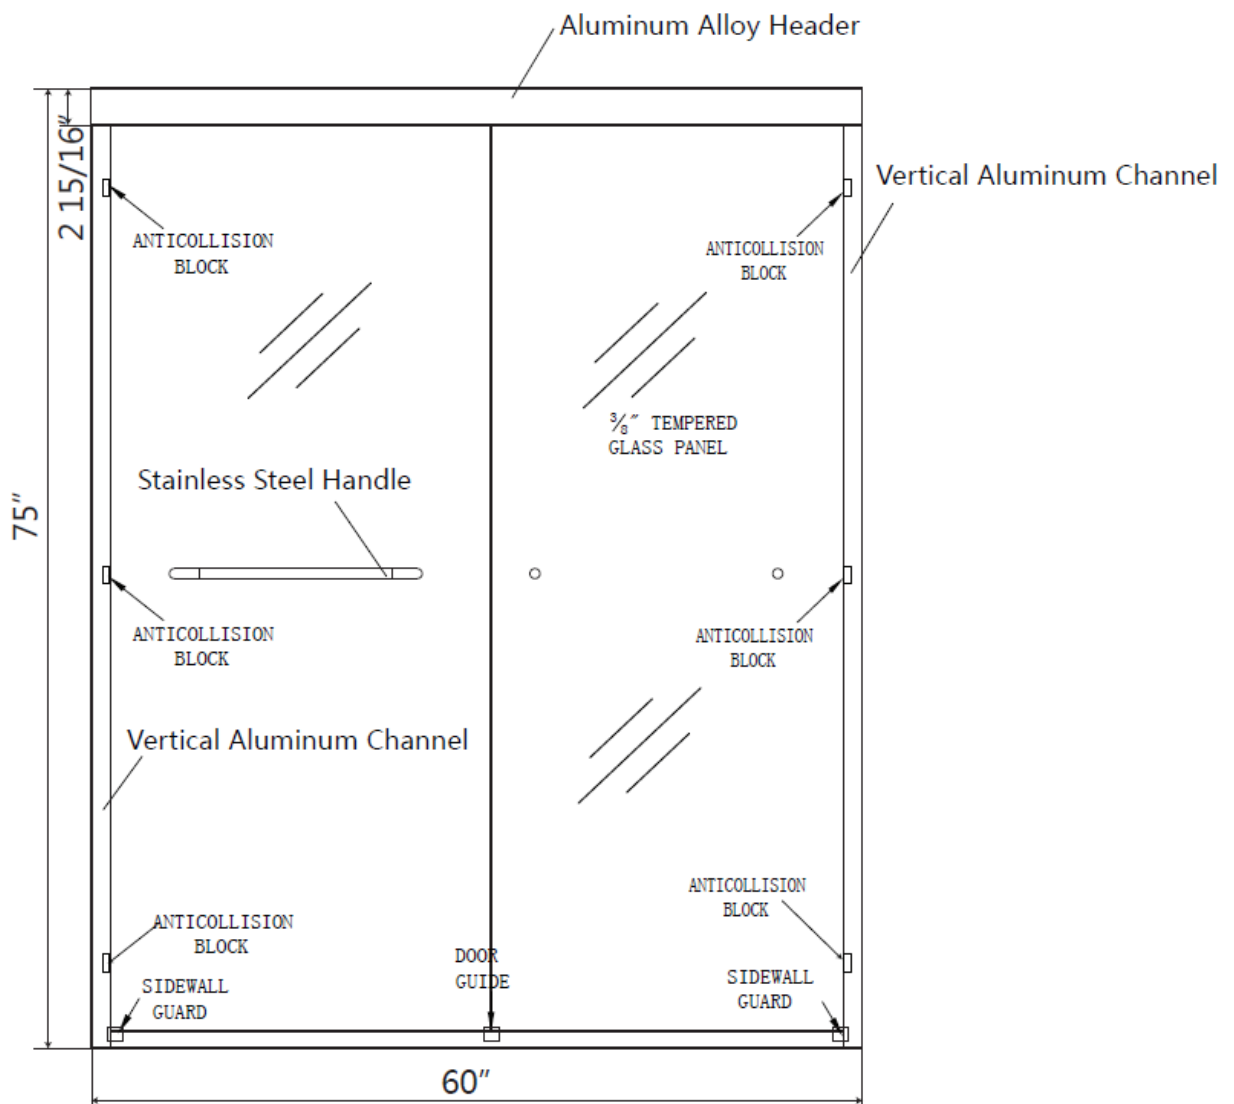 Aluminum Alloy Header
2 15/16”
Vertical Aluminum Channel
ANTICOLLISION
BLOCK
ANTICOLLISION
BLOCK
⅜″ TEMPERED
GLASS PANEL
Stainless Steel Handle
75”
ANTICOLLISION
BLOCK
ANTICOLLISION
BLOCK
Vertical Aluminum Channel
ANTICOLLISION
BLOCK
ANTICOLLISION
BLOCK
DOOR
GUIDE
SIDEWALL
GUARD
SIDEWALL
GUARD
60”